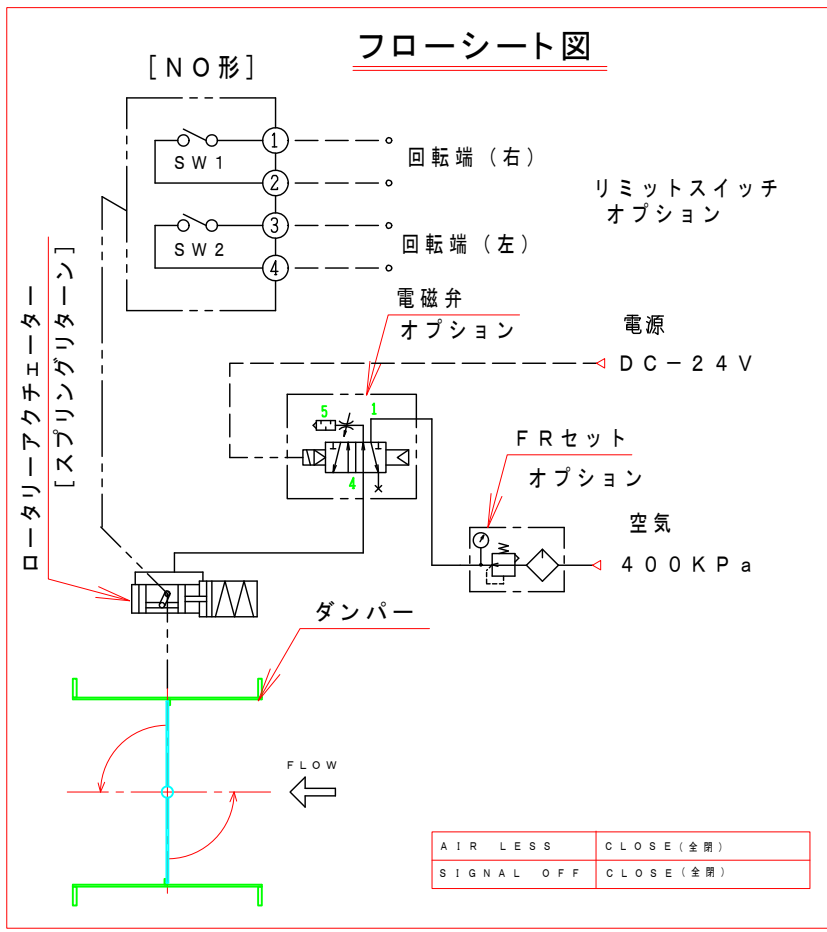 フローシート図
[NO形]
1
SW1
2
回転端(右)
3
SW2
4
回転端(左)
リミットスイッチ
オプション
ロータリーアクチェーター
[スプリングリターン]
電磁弁
オプション
電源
DC-24V
5
1
4
FRセット
オプション
空気
400KPa
ダンパー
FLOW
AIR LESS CLOSE(全閉)
SIGNAL OFF CLOSE(全閉)